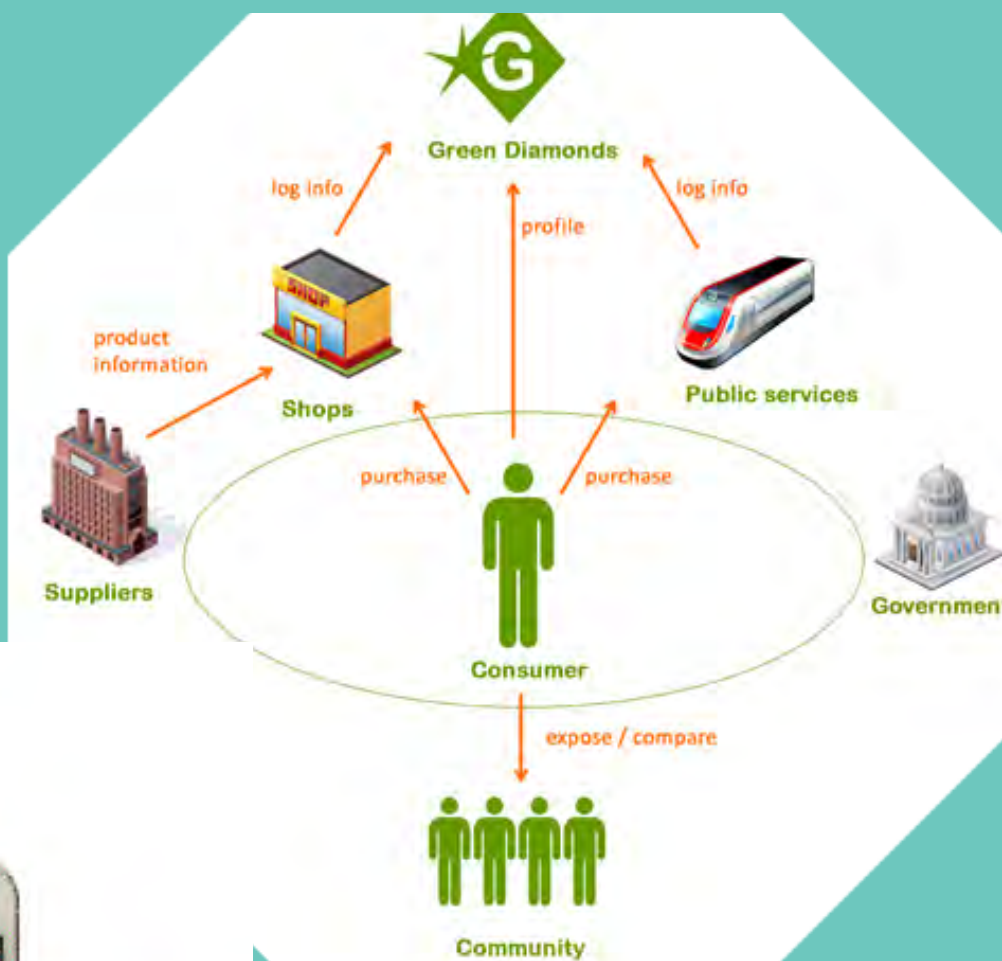 G
Green Diamonds
log info
log info
profile
SHOP
product
information
Shops
Public services
purchase
purchase
Suppliers
Governmen
Consumer
expose / compare
Community